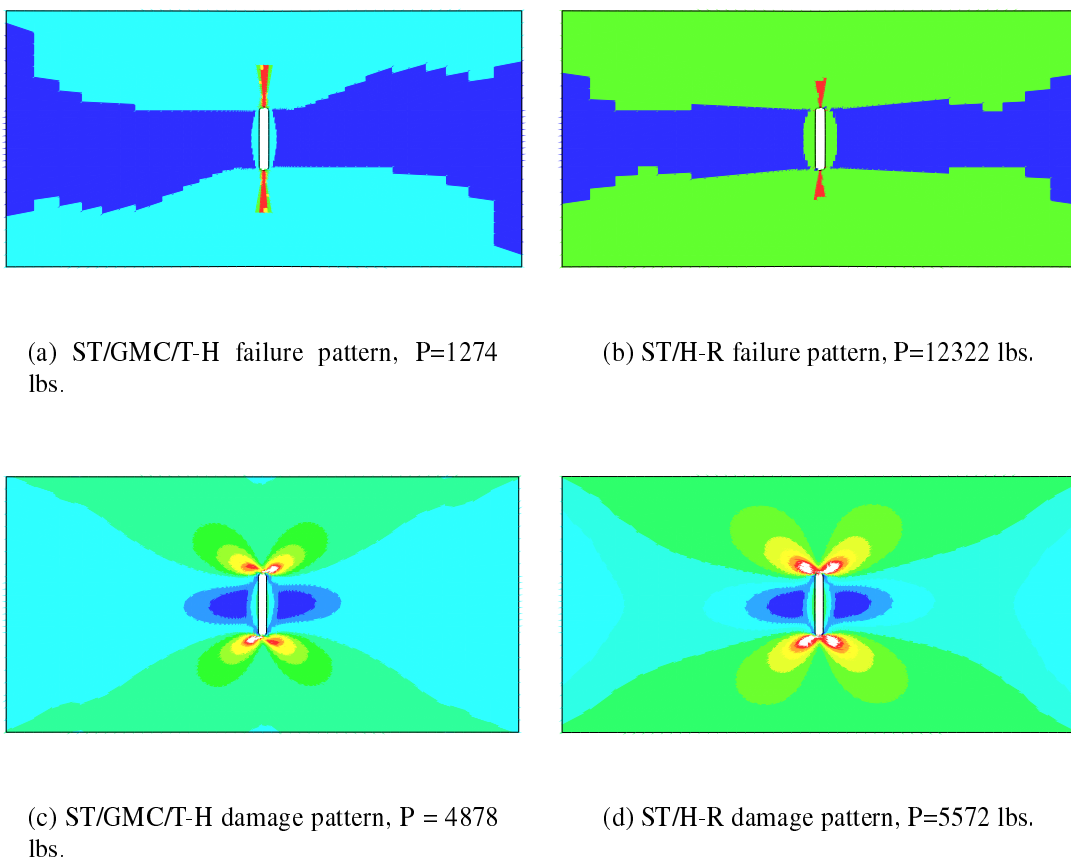 (a) ST/GMC/T-H failure pattern, P=1274
lbs.
(b) ST/H-R failure pattern, P=12322 lbs.
(c) ST/GMC/T-H damage pattern, P = 4878
lbs.
(d) ST/H-R damage pattern, P=5572 lbs.